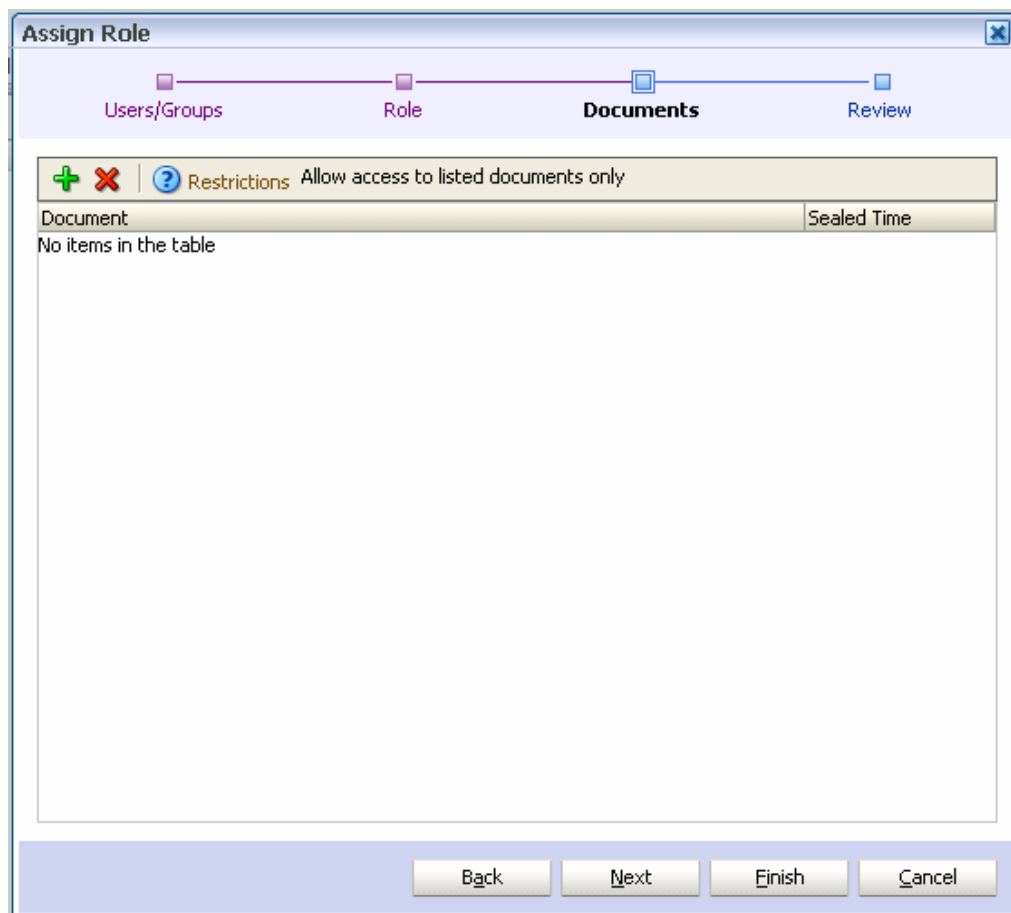 Assign Role
Users/Groups Role Documents Review
Restrictions Allow access to listed documents only
Document Sealed Time
No items in the table
Back Next Finish Cancel